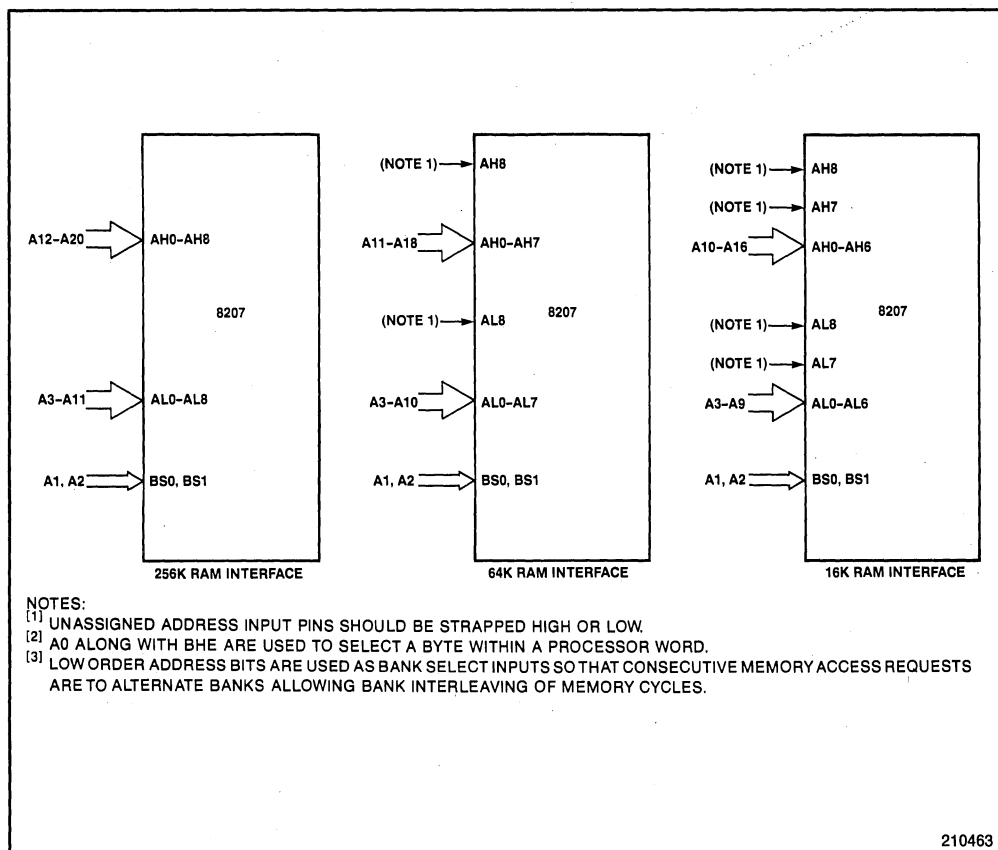 A12–A20
AH0–AH8
8207
A3–A11
AL0–AL8
A1, A2
BS0, BS1
256K RAM INTERFACE
(NOTE 1)
AH8
A11–A18
AH0–AH7
(NOTE 1)
AL8
8207
A3–A10
AL0–AL7
A1, A2
BS0, BS1
64K RAM INTERFACE
(NOTE 1)
AH8
(NOTE 1)
AH7
A10–A16
AH0–AH6
8207
(NOTE 1)
AL8
(NOTE 1)
AL7
A3–A9
AL0–AL6
A1, A2
BS0, BS1
16K RAM INTERFACE
NOTES:
[1] UNASSIGNED ADDRESS INPUT PINS SHOULD BE STRAPPED HIGH OR LOW.
[2] A0 ALONG WITH BHE ARE USED TO SELECT A BYTE WITHIN A PROCESSOR WORD.
[3] LOW ORDER ADDRESS BITS ARE USED AS BANK SELECT INPUTS SO THAT CONSECUTIVE MEMORY ACCESS REQUESTS
ARE TO ALTERNATE BANKS ALLOWING BANK INTERLEAVING OF MEMORY CYCLES.
210463